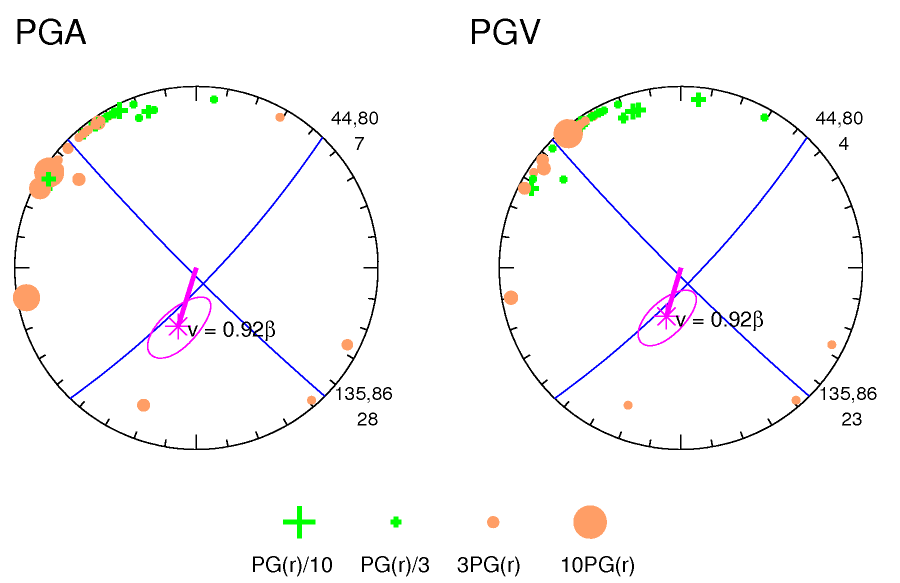 PGA
PGV
44,80
7
44,80
4
v = 0.92β
v = 0.92β
135,86
28
135,86
23
PG(r)/10
PG(r)/3
3PG(r)
10PG(r)